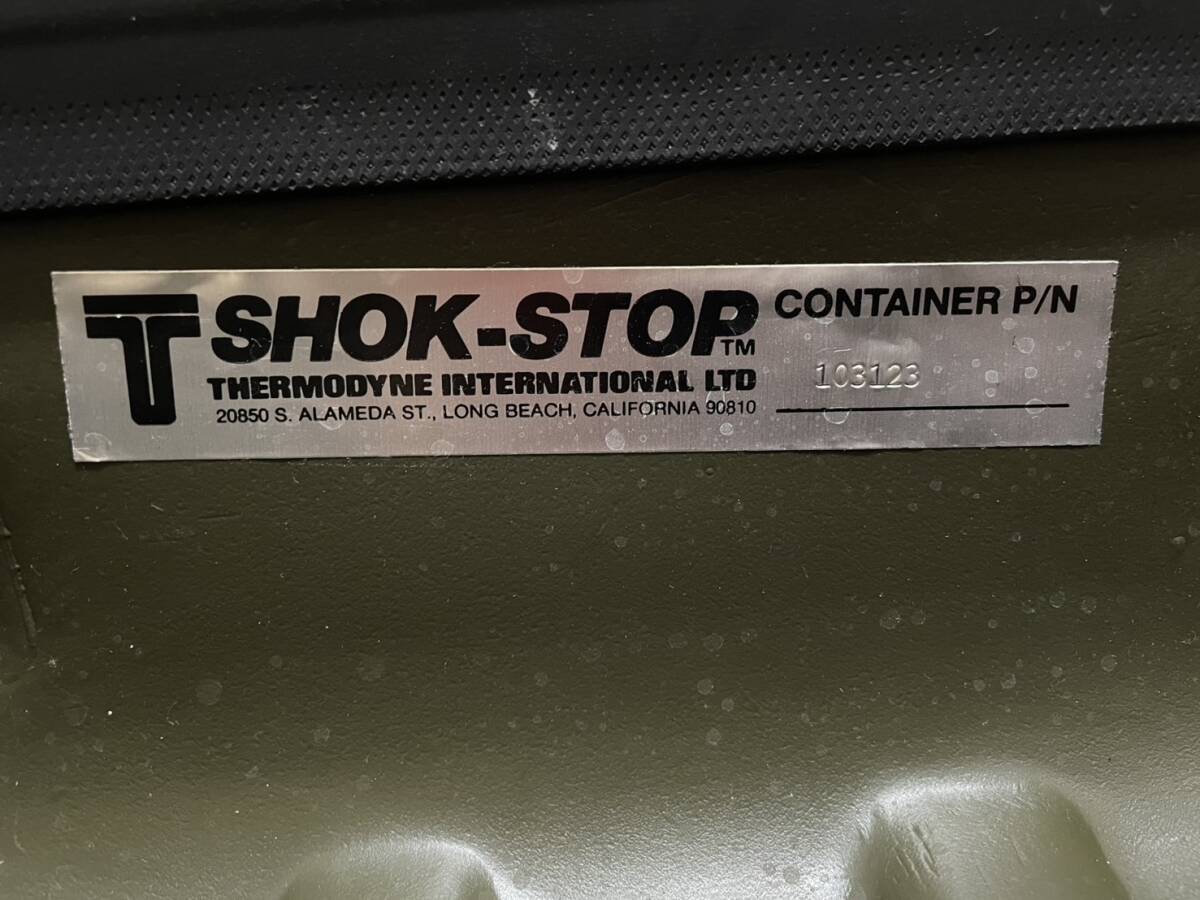 T SHOK-STOP™
THERMODYNE INTERNATIONAL LTD
20850 S. ALAMEDA ST., LONG BEACH, CALIFORNIA 90810
CONTAINER P/N
103123